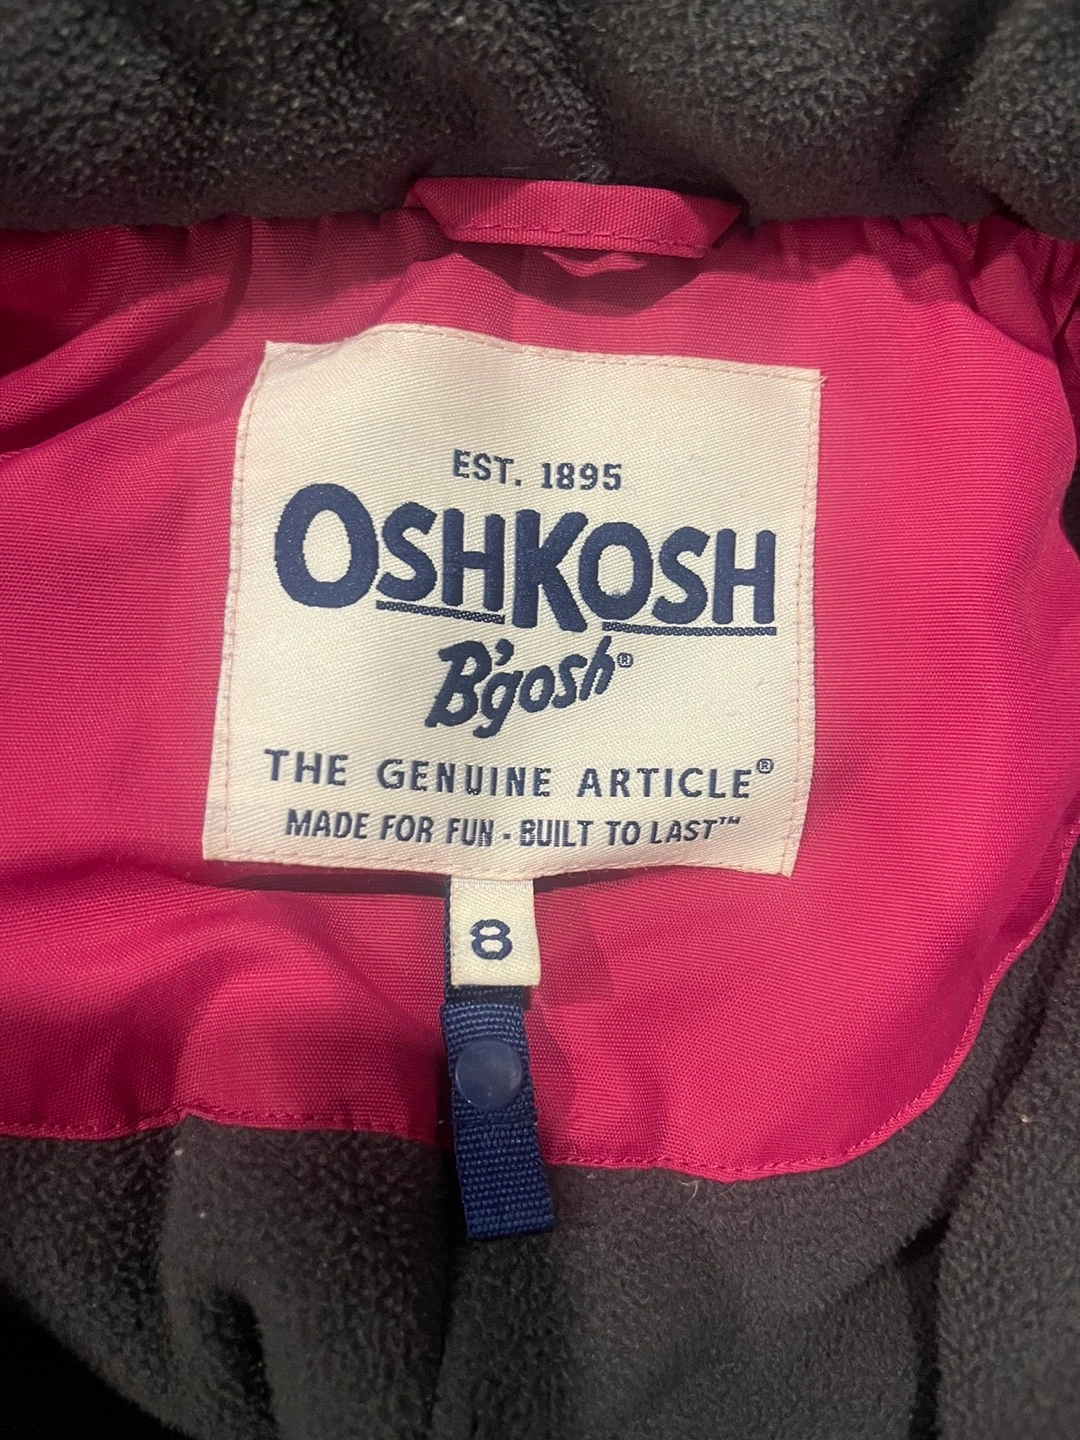 EST. 1895
OSHKOSH
B'gosh®
THE GENUINE ARTICLE®
MADE FOR FUN - BUILT TO LAST™
8